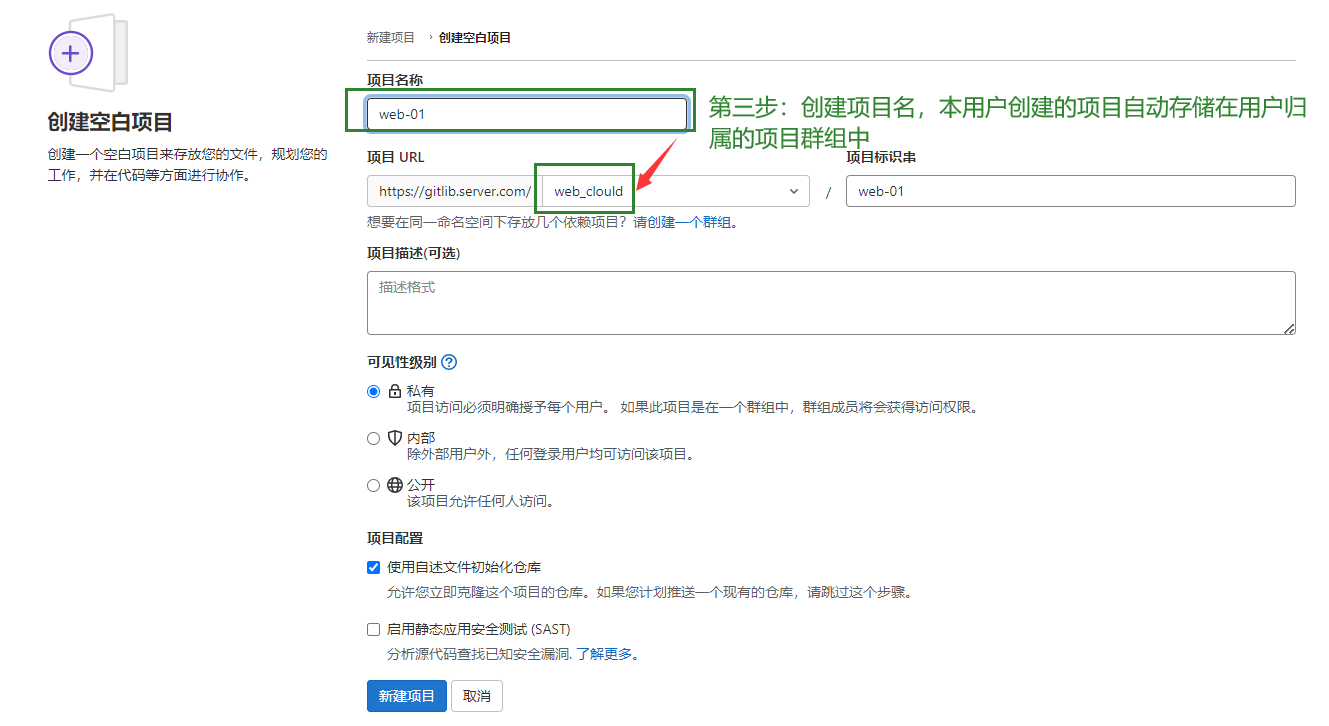 新建项目 › 创建空白项目
创建空白项目
创建一个空白项目来存放您的文件，规划您的
工作，并在代码等方面进行协作。
项目名称
web-01
第三步：创建项目名，本用户创建的项目自动存储在用户归
属的项目群组中
项目 URL
项目标识串
https://gitlib.server.com/ web_clould / web-01
想要在同一命名空间下存放几个依赖项目？请创建一个群组。
项目描述(可选)
描述格式
可见性级别
私有
项目访问必须明确授予每个用户。 如果此项目是在一个群组中，群组成员将会获得访问权限。
内部
除外部用户外，任何登录用户均可访问该项目。
公开
该项目允许任何人访问。
项目配置
使用自述文件初始化仓库
允许您立即克隆这个项目的仓库。如果您计划推送一个现有的仓库，请跳过这个步骤。
启用静态应用安全测试 (SAST)
分析源代码查找已知安全漏洞. 了解更多。
新建项目 取消